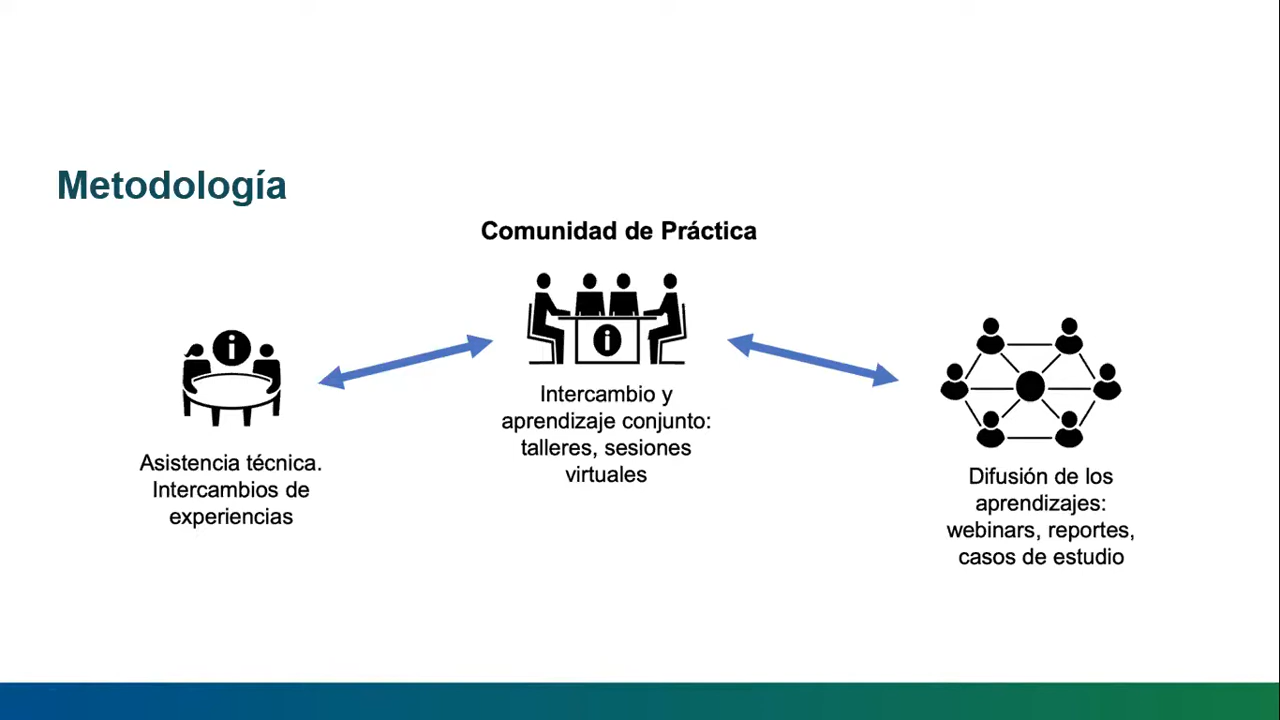 Metodología
Comunidad de Práctica
Asistencia técnica.
Intercambios de
experiencias
Intercambio y
aprendizaje conjunto:
talleres, sesiones
virtuales
Difusión de los
aprendizajes:
webinars, reportes,
casos de estudio